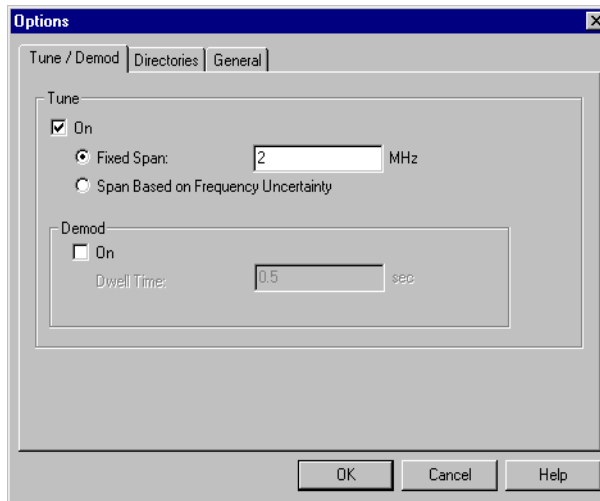 Options
Tune / Demod Directories General
Tune
On
Fixed Span: 2 MHz
Span Based on Frequency Uncertainty
Demod
On
Dwell Time: 0.5 sec
OK Cancel Help